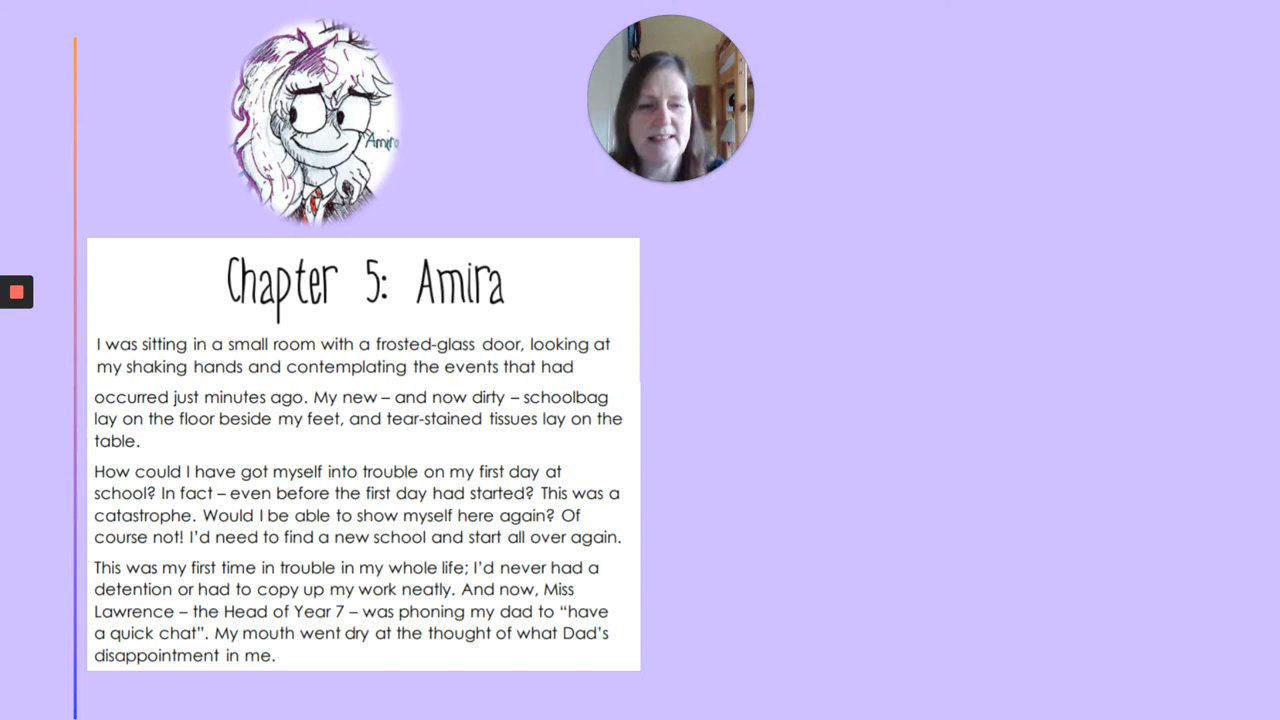 Amira
Chapter 5: Amira
I was sitting in a small room with a frosted-glass door, looking at
my shaking hands and contemplating the events that had
occurred just minutes ago. My new – and now dirty – schoolbag
lay on the floor beside my feet, and tear-stained tissues lay on the
table.
How could I have got myself into trouble on my first day at
school? In fact – even before the first day had started? This was a
catastrophe. Would I be able to show myself here again? Of
course not! I’d need to find a new school and start all over again.
This was my first time in trouble in my whole life; I’d never had a
detention or had to copy up my work neatly. And now, Miss
Lawrence – the Head of Year 7 – was phoning my dad to “have
a quick chat”. My mouth went dry at the thought of what Dad’s
disappointment in me.